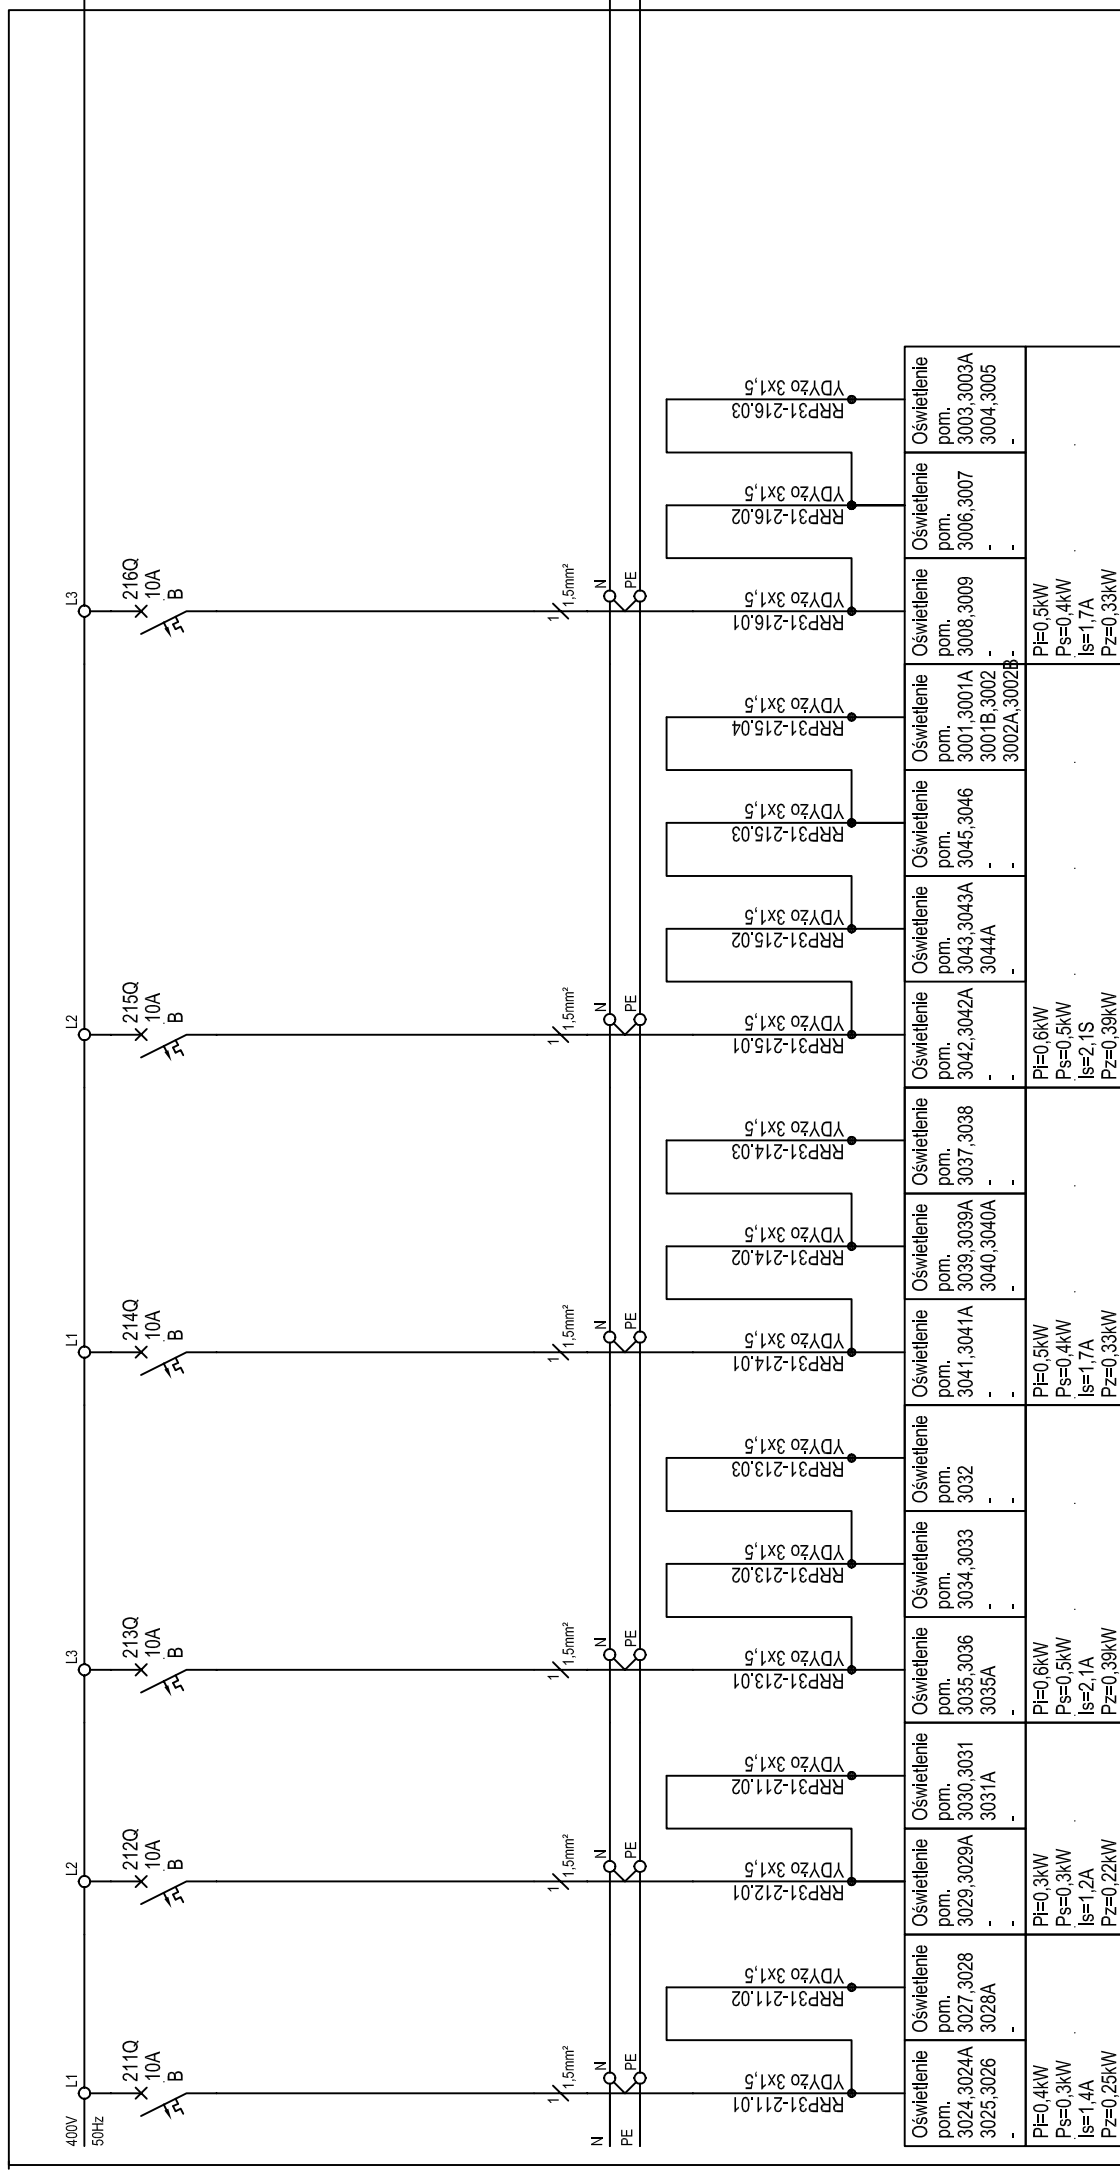 400V
50Hz
L1
211Q
10A
B
1
1,5mm²
N
PE
N
PE
RRP31-211.01
YDYżo 3x1,5
RRP31-211.02
YDYżo 3x1,5
Oświetlenie
pom.
3024,3024A
3025,3026
-
Oświetlenie
pom.
3027,3028
3028A
-
Pi=0,4kW
Ps=0,3kW
Is=1,4A
Pz=0,25kW
L2
212Q
10A
B
1
1,5mm²
N
PE
RRP31-212.01
YDYżo 3x1,5
RRP31-211.02
YDYżo 3x1,5
Oświetlenie
pom.
3029,3029A
-
-
Oświetlenie
pom.
3030,3031
3031A
-
Pi=0,3kW
Ps=0,3kW
Is=1,2A
Pz=0,22kW
L3
213Q
10A
B
1
1,5mm²
N
PE
RRP31-213.01
YDYżo 3x1,5
RRP31-213.02
YDYżo 3x1,5
RRP31-213.03
YDYżo 3x1,5
Oświetlenie
pom.
3035,3036
3035A
-
Oświetlenie
pom.
3034,3033
-
-
Oświetlenie
pom.
3032
-
-
Pi=0,6kW
Ps=0,5kW
Is=2,1A
Pz=0,39kW
L1
214Q
10A
B
1
1,5mm²
N
PE
RRP31-214.01
YDYżo 3x1,5
RRP31-214.02
YDYżo 3x1,5
RRP31-214.03
YDYżo 3x1,5
Oświetlenie
pom.
3041,3041A
-
-
Oświetlenie
pom.
3039,3039A
3040,3040A
-
Oświetlenie
pom.
3037,3038
-
-
Pi=0,5kW
Ps=0,4kW
Is=1,7A
Pz=0,33kW
L2
215Q
10A
B
1
1,5mm²
N
PE
RRP31-215.01
YDYżo 3x1,5
RRP31-215.02
YDYżo 3x1,5
RRP31-215.03
YDYżo 3x1,5
RRP31-215.04
YDYżo 3x1,5
Oświetlenie
pom.
3042,3042A
-
-
Oświetlenie
pom.
3043,3043A
3044A
-
Oświetlenie
pom.
3045,3046
-
-
Oświetlenie
pom.
3001,3001A
3001B,3002
3002A,3002B
Pi=0,6kW
Ps=0,5kW
Is=2,1S
Pz=0,39kW
L3
216Q
10A
B
1
1,5mm²
N
PE
RRP31-216.01
YDYżo 3x1,5
RRP31-216.02
YDYżo 3x1,5
RRP31-216.03
YDYżo 3x1,5
Oświetlenie
pom.
3008,3009
-
-
Oświetlenie
pom.
3006,3007
-
-
Oświetlenie
pom.
3003,3003A
3004,3005
-
Pi=0,5kW
Ps=0,4kW
Is=1,7A
Pz=0,33kW